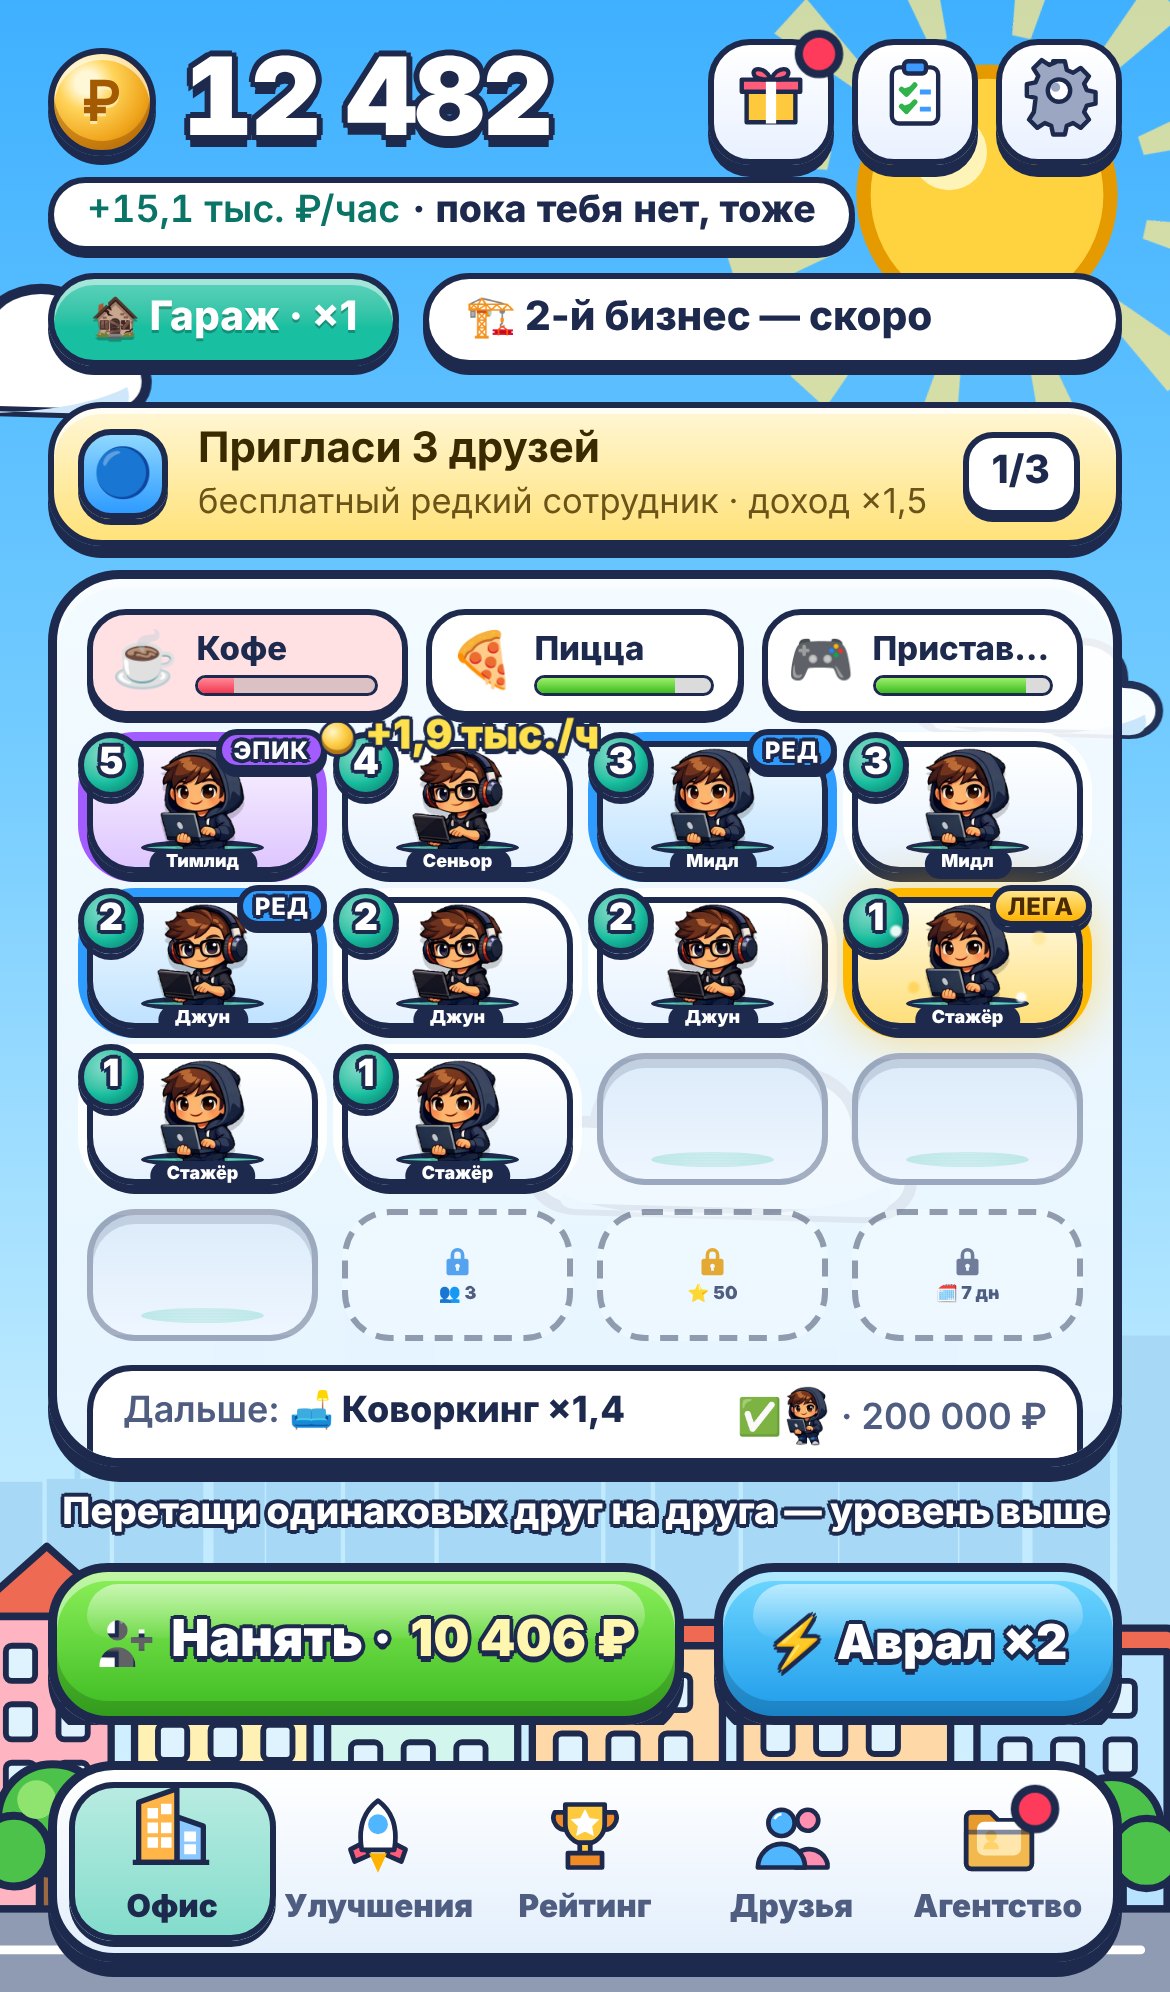 ₽ 12 482
+15,1 тыс. ₽/час · пока тебя нет, тоже
Гараж · ×1
2-й бизнес — скоро
Пригласи 3 друзей
бесплатный редкий сотрудник · доход ×1,5
1/3
Кофе
Пицца
Пристав...
+1,9 тыс./ч
5 ЭПИК
4
3 РЕД
3
Тимлид
Сеньор
Мидл
Мидл
2 РЕД
2
2
1 ЛЕГА
Джун
Джун
Джун
Стажёр
1
1
Стажёр
Стажёр
3
50
7 дн
Дальше: Коворкинг ×1,4
· 200 000 ₽
Перетащи одинаковых друг на друга — уровень выше
Нанять · 10 406 ₽
Аврал ×2
Офис
Улучшения
Рейтинг
Друзья
Агентство